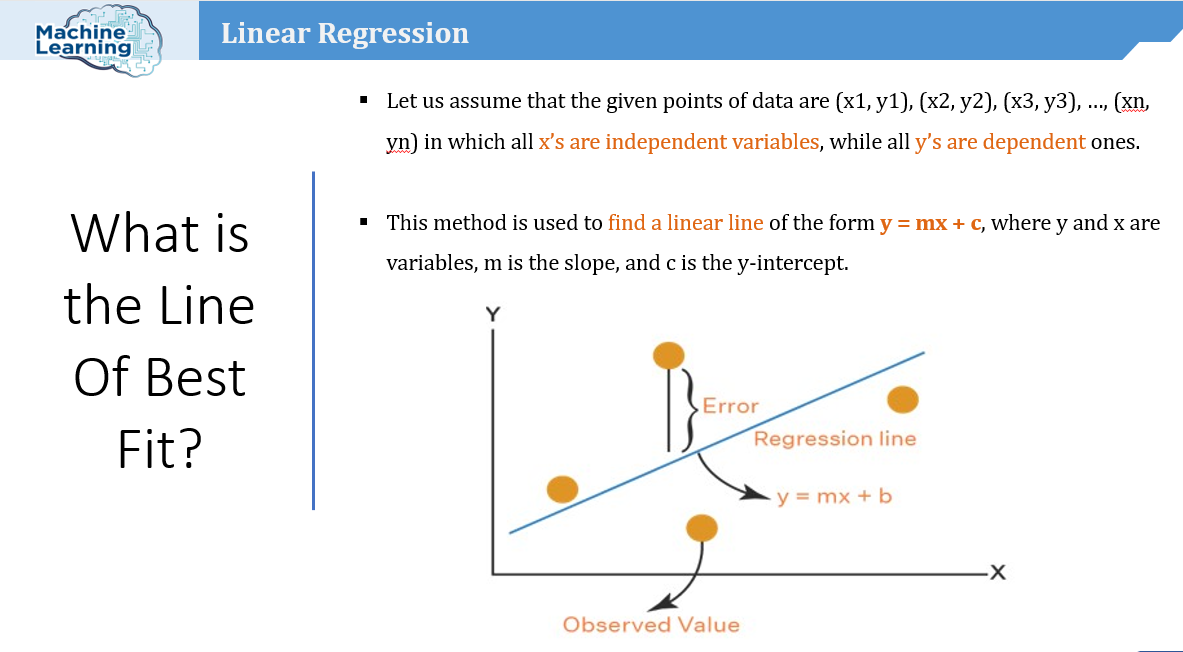 Machine
Learning
Linear Regression
What is
the Line
Of Best
Fit?
▪ Let us assume that the given points of data are (x1, y1), (x2, y2), (x3, y3), …, (xn,
yn) in which all x’s are independent variables, while all y’s are dependent ones.
▪ This method is used to find a linear line of the form y = mx + c, where y and x are
variables, m is the slope, and c is the y-intercept.
Y
Error
Regression line
y = mx + b
X
Observed Value